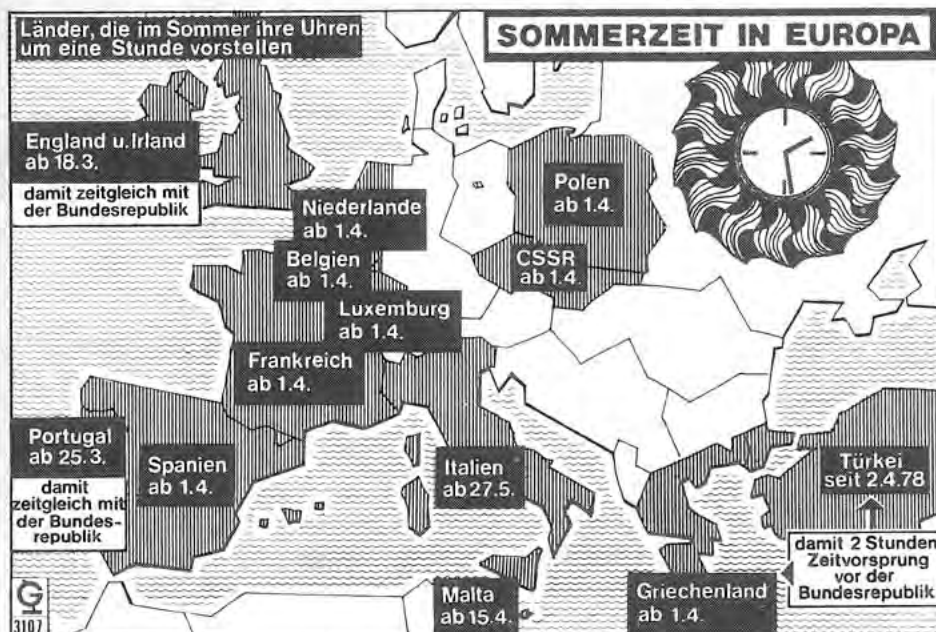 Länder, die im Sommer ihre Uhren
um eine Stunde vorstellen
SOMMERZEIT IN EUROPA
England u. Irland
ab 18.3.
damit zeitgleich mit
der Bundesrepublik
Niederlande
ab 1.4.
Polen
ab 1.4.
Belgien
ab 1.4.
CSSR
ab 1.4.
Luxemburg
ab 1.4.
Frankreich
ab 1.4.
Portugal
ab 25.3.
damit
zeitgleich mit
der Bundes-
republik
Spanien
ab 1.4.
Italien
ab 27.5.
Türkei
seit 2.4.78
damit 2 Stunden
Zeitvorsprung
vor der
Bundesrepublik
Malta
ab 15.4.
Griechenland
ab 1.4.
3107